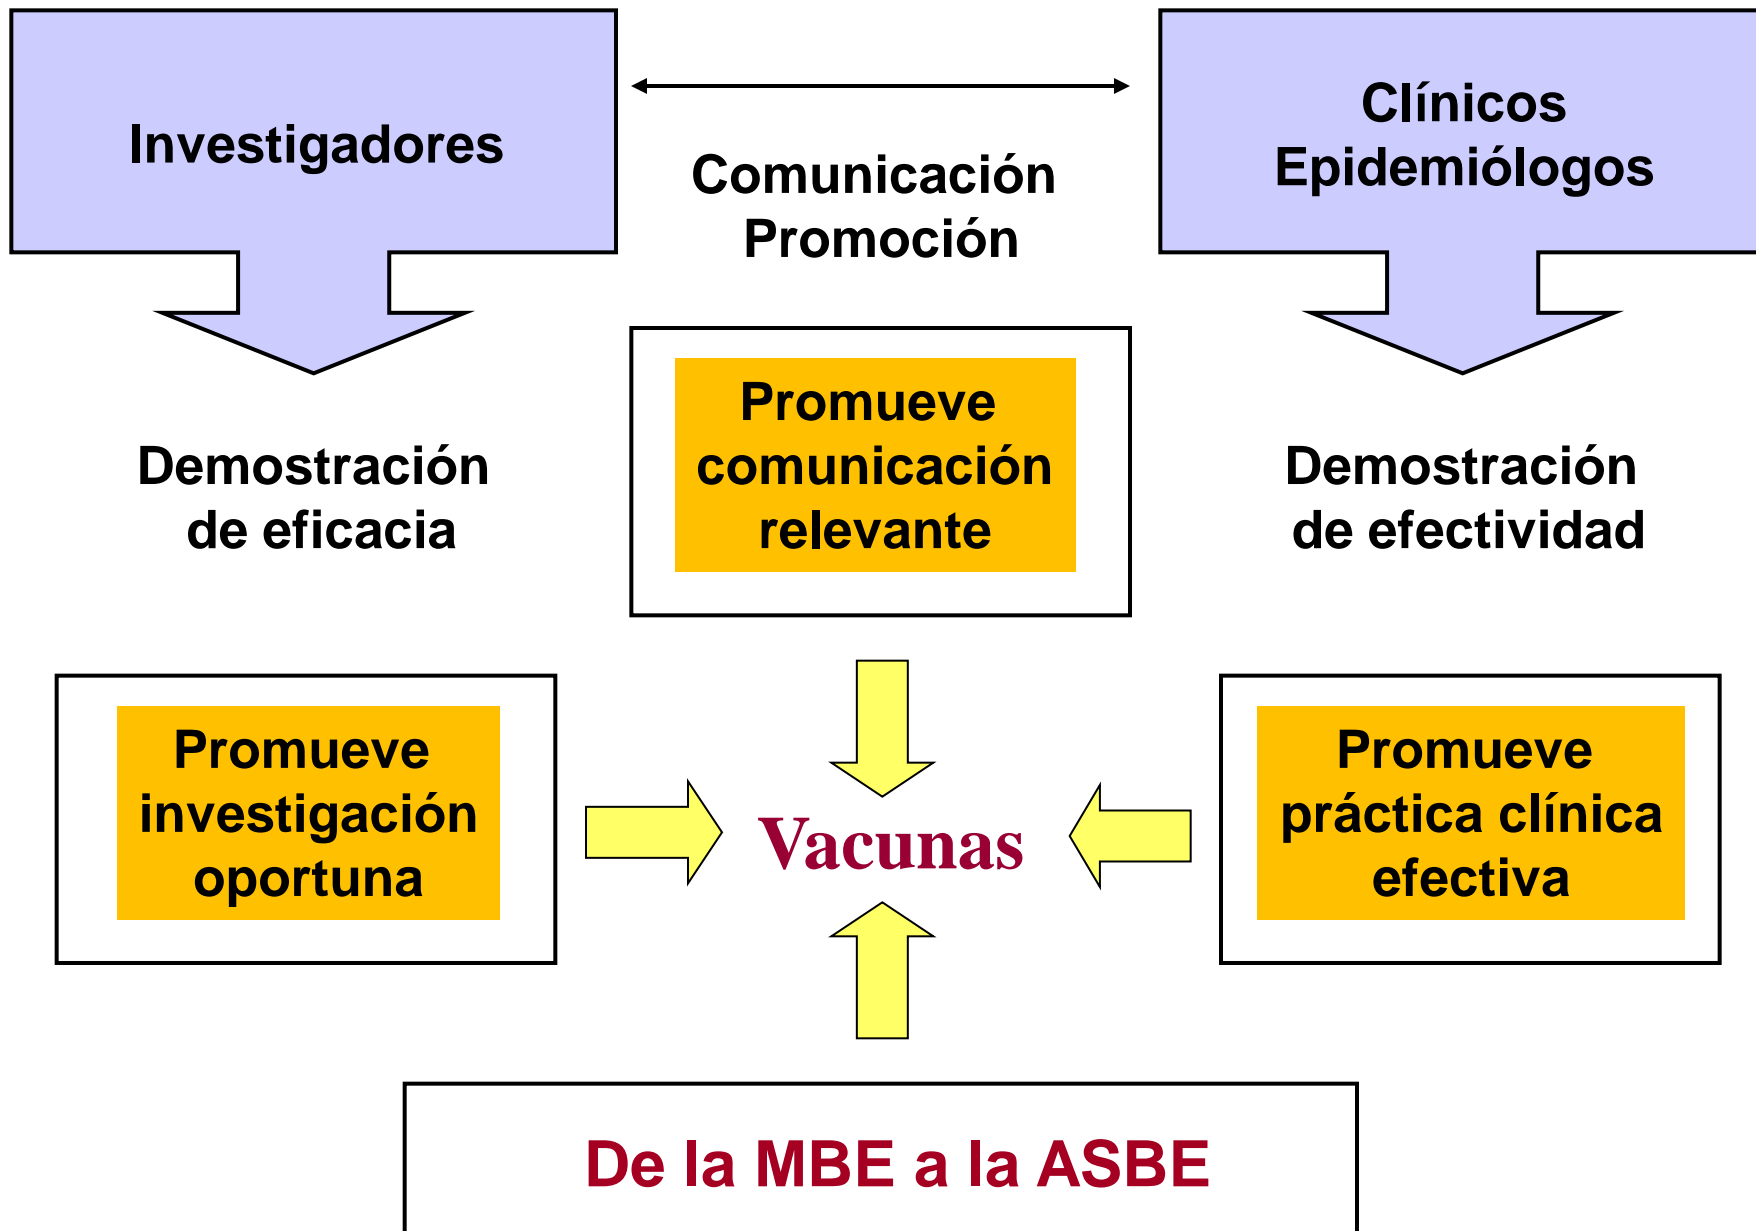 Investigadores
Clínicos
Epidemiólogos
Comunicación
Promoción
Demostración
de eficacia
Promueve
comunicación
relevante
Demostración
de efectividad
Promueve
investigación
oportuna
Vacunas
Promueve
práctica clínica
efectiva
De la MBE a la ASBE